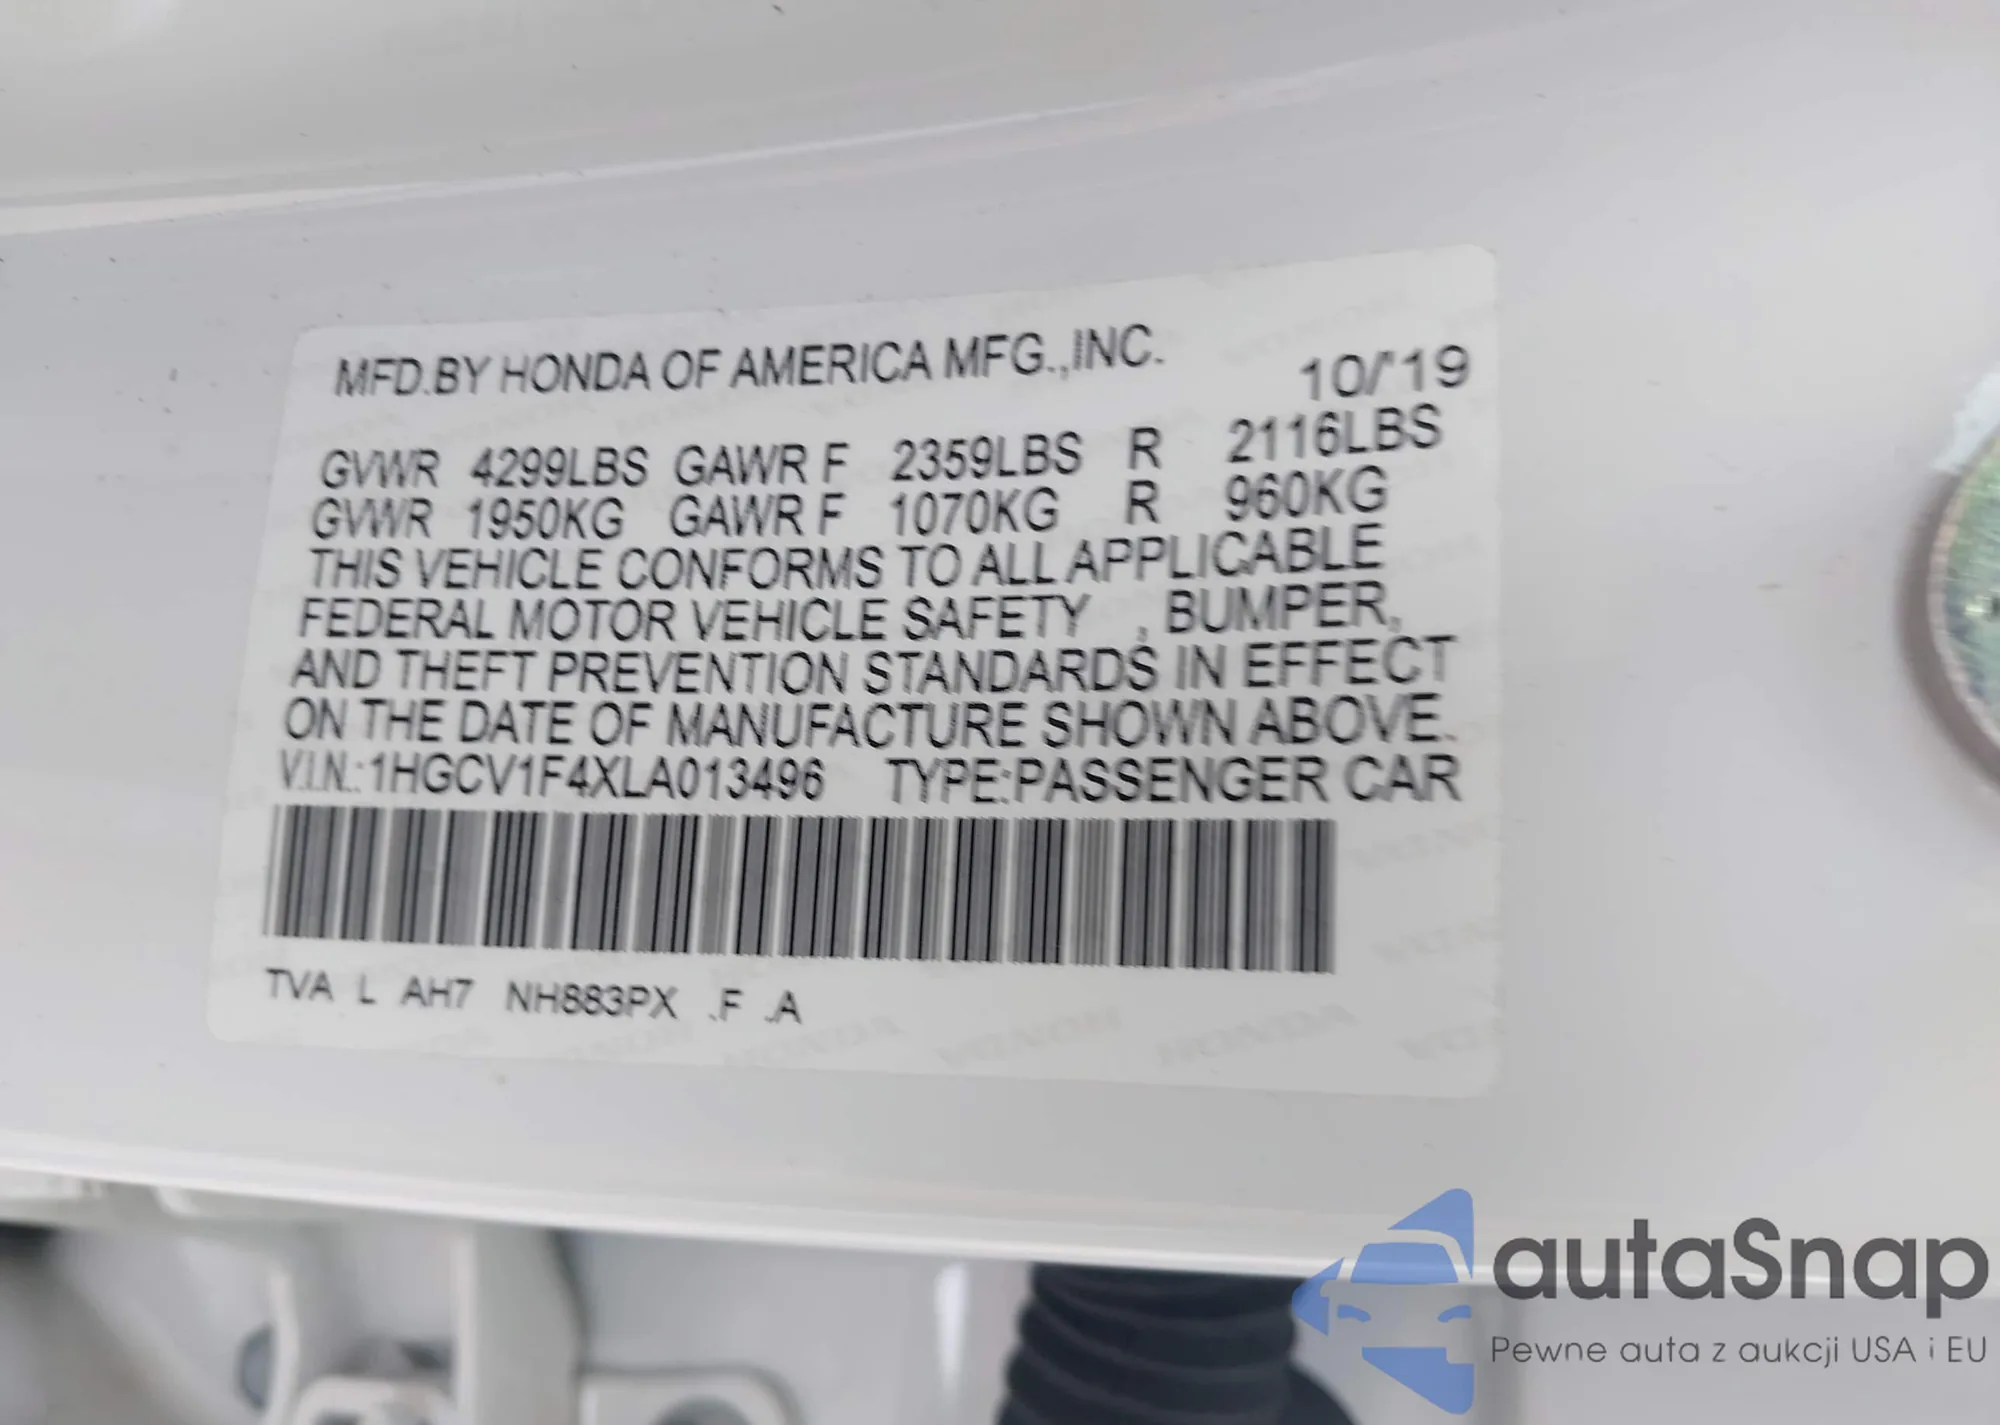 MFD.BY HONDA OF AMERICA MFG.,INC. 10/'19
GVWR 4299LBS GAWR F 2359LBS R 2116LBS
GVWR 1950KG GAWR F 1070KG R 960KG
THIS VEHICLE CONFORMS TO ALL APPLICABLE
FEDERAL MOTOR VEHICLE SAFETY , BUMPER,
AND THEFT PREVENTION STANDARDS IN EFFECT
ON THE DATE OF MANUFACTURE SHOWN ABOVE.
V.I.N.:1HGCV1F4XLA013496 TYPE:PASSENGER CAR
TVA L AH7 NH883PX .F .A
autaSnap
Pewne auta z aukcji USA i EU